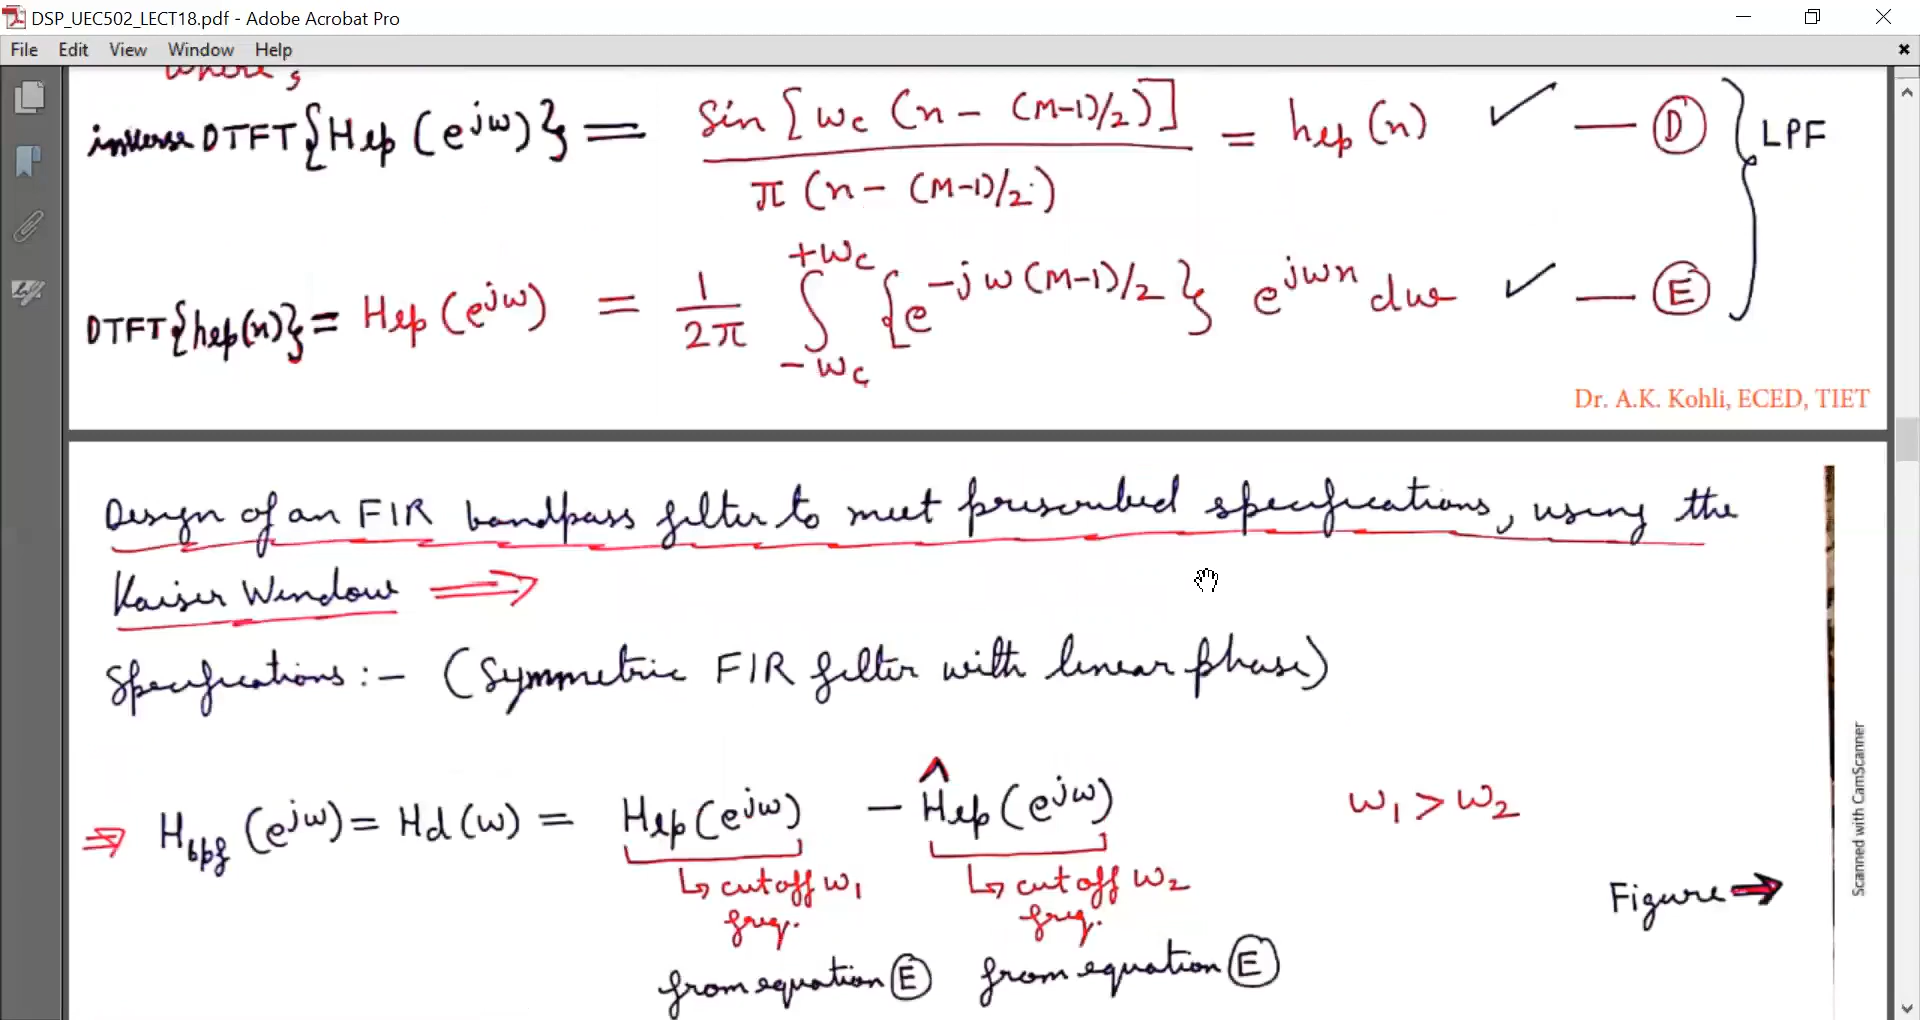 DSP_UEC502_LECT18.pdf - Adobe Acrobat Pro
File Edit View Window Help
where,
inverse DTFT{Hlp(e^jw)} = sin[wc(n-(M-1)/2)] / π(n-(M-1)/2) = hlp(n) ✓ — (D)
} LPF
DTFT{hlp(n)} = Hlp(e^jw) = 1/2π ∫_-wc^+wc {e^-jw(M-1)/2} e^jwn dw ✓ — (E)
Dr. A.K. Kohli, ECED, TIET
Design of an FIR bandpass filter to meet prescribed specifications, using the
Kaiser Window ⇒
Specifications:- (Symmetric FIR filter with linear phase)
⇒ Hbpf(e^jw) = Hd(w) = Hlp(e^jw) - Ĥlp(e^jw) w1 > w2
↳ cutoff w1 freq. ↳ cutoff w2 freq.
Figure →
from equation (E) from equation (E)
Scanned with CamScanner